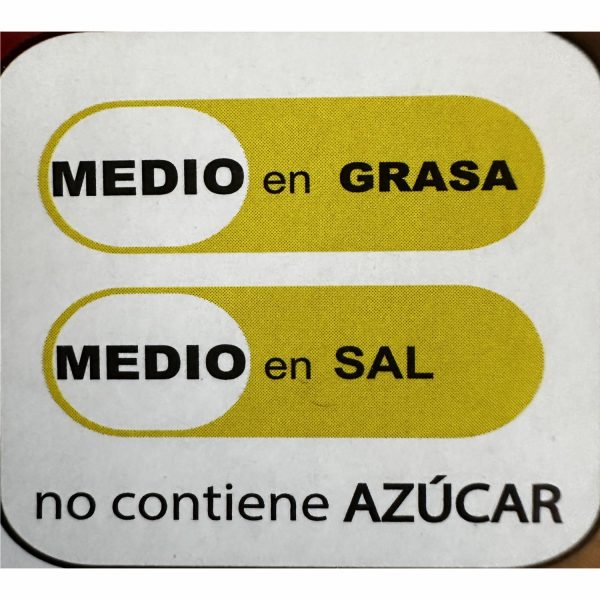 MEDIO en GRASA
MEDIO en SAL
no contiene AZÚCAR